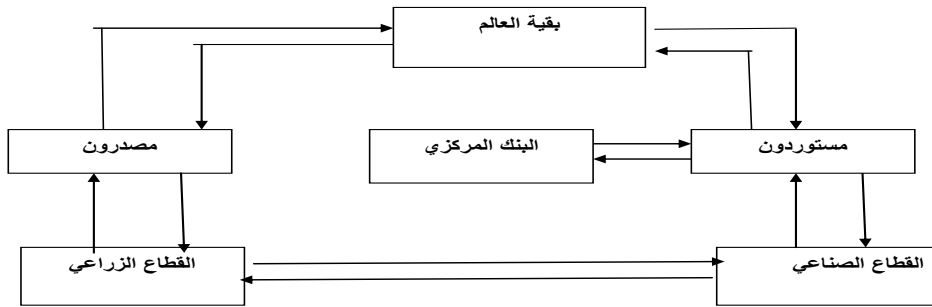 بقية العالم
مصدرون
البنك المركزي
مستوردون
القطاع الزراعي
القطاع الصناعي